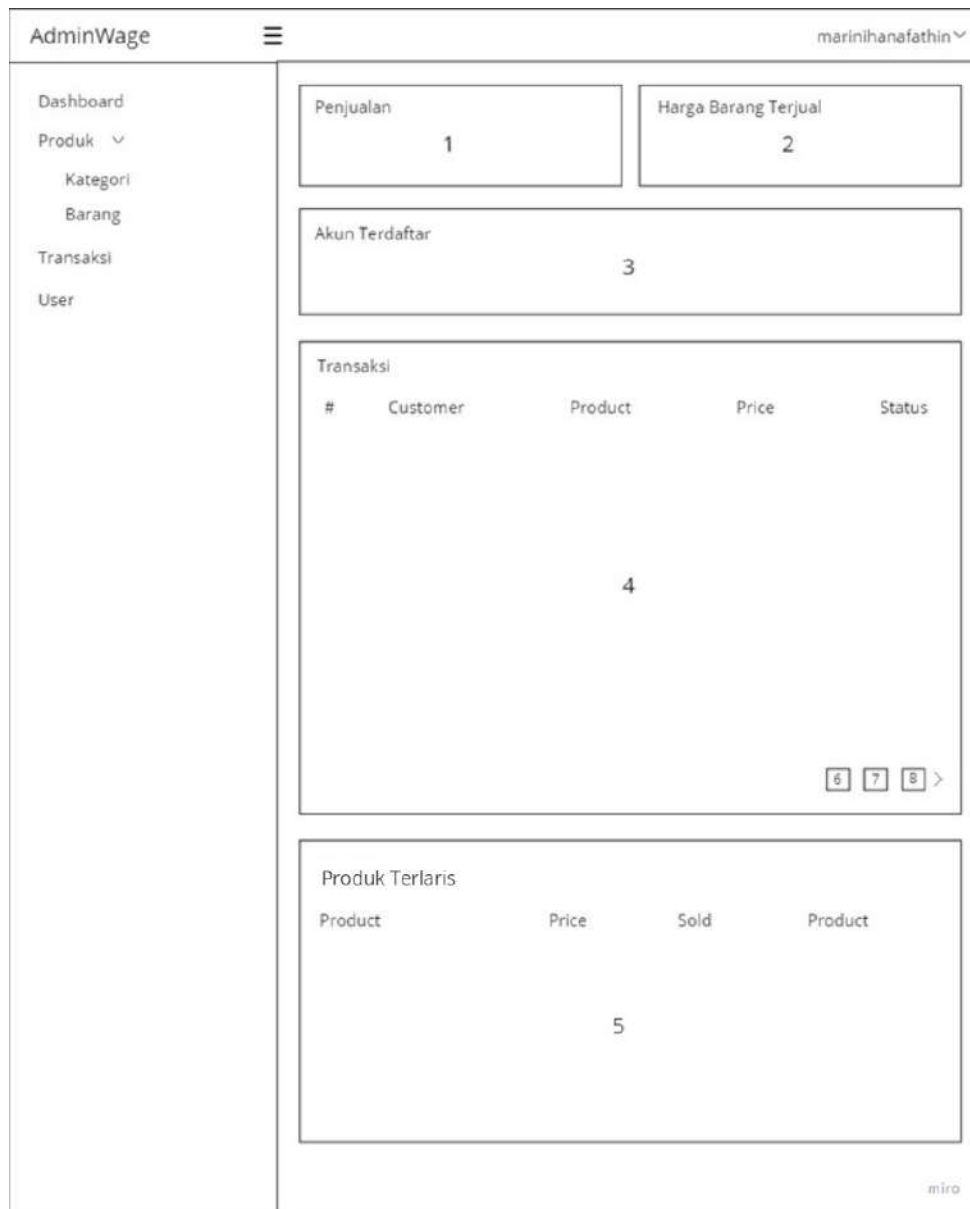 AdminWage marinihanafathin
Dashboard
Produk
Kategori
Barang
Transaksi
User
Penjualan
1
Harga Barang Terjual
2
Akun Terdaftar
3
Transaksi
# Customer Product Price Status
4
6 7 8 >
Produk Terlaris
Product Price Sold Product
5
miro